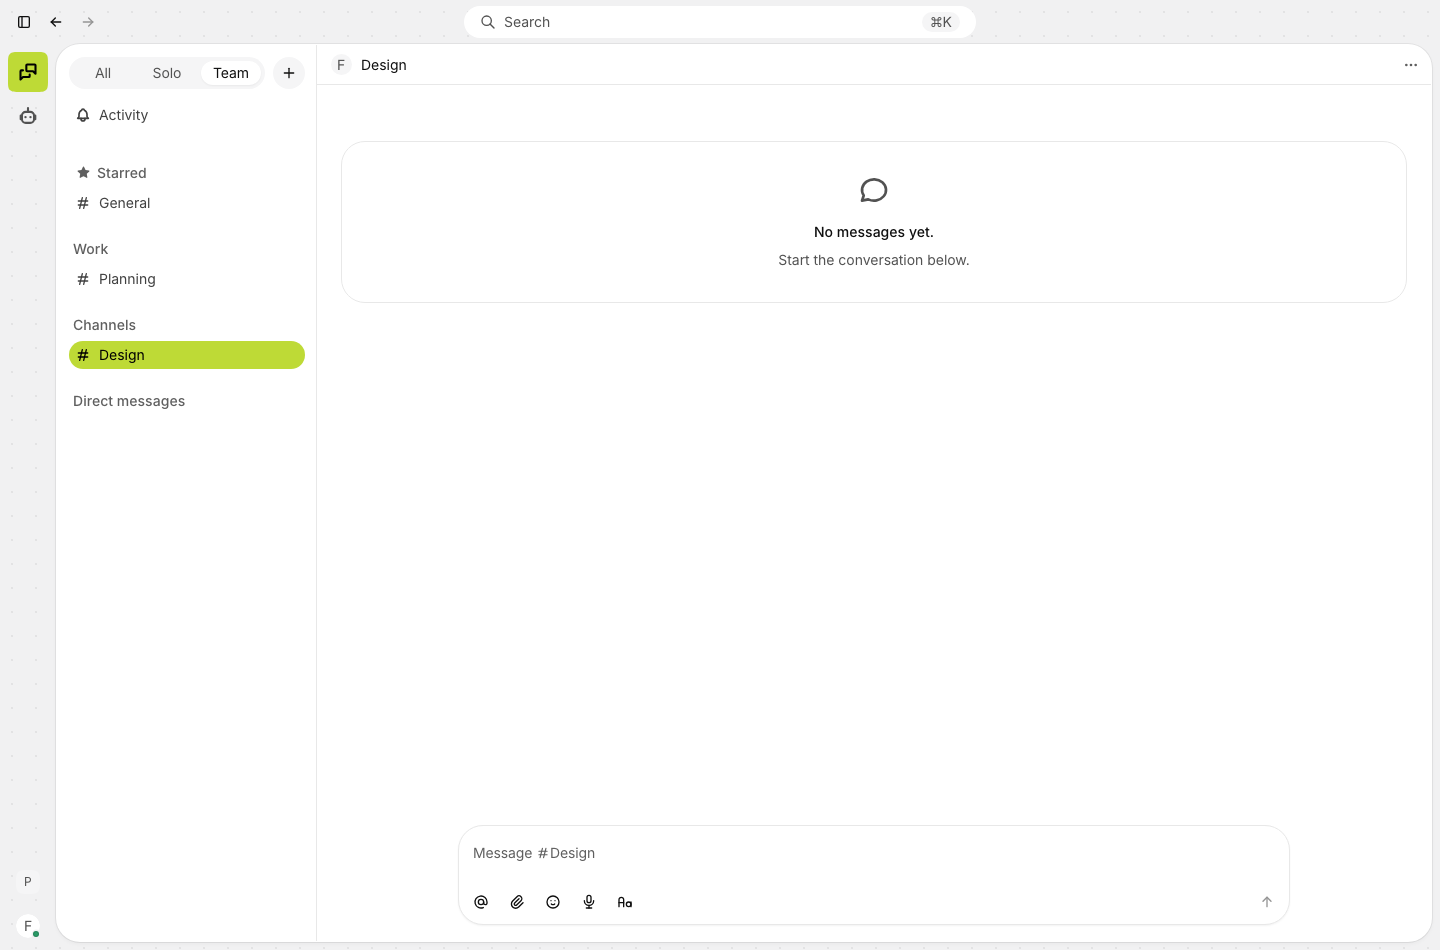 Search
⌘K
All
Solo
Team
Activity
Starred
# General
Work
# Planning
Channels
# Design
Direct messages
F
Design
No messages yet.
Start the conversation below.
Message #Design
Aa
P
F